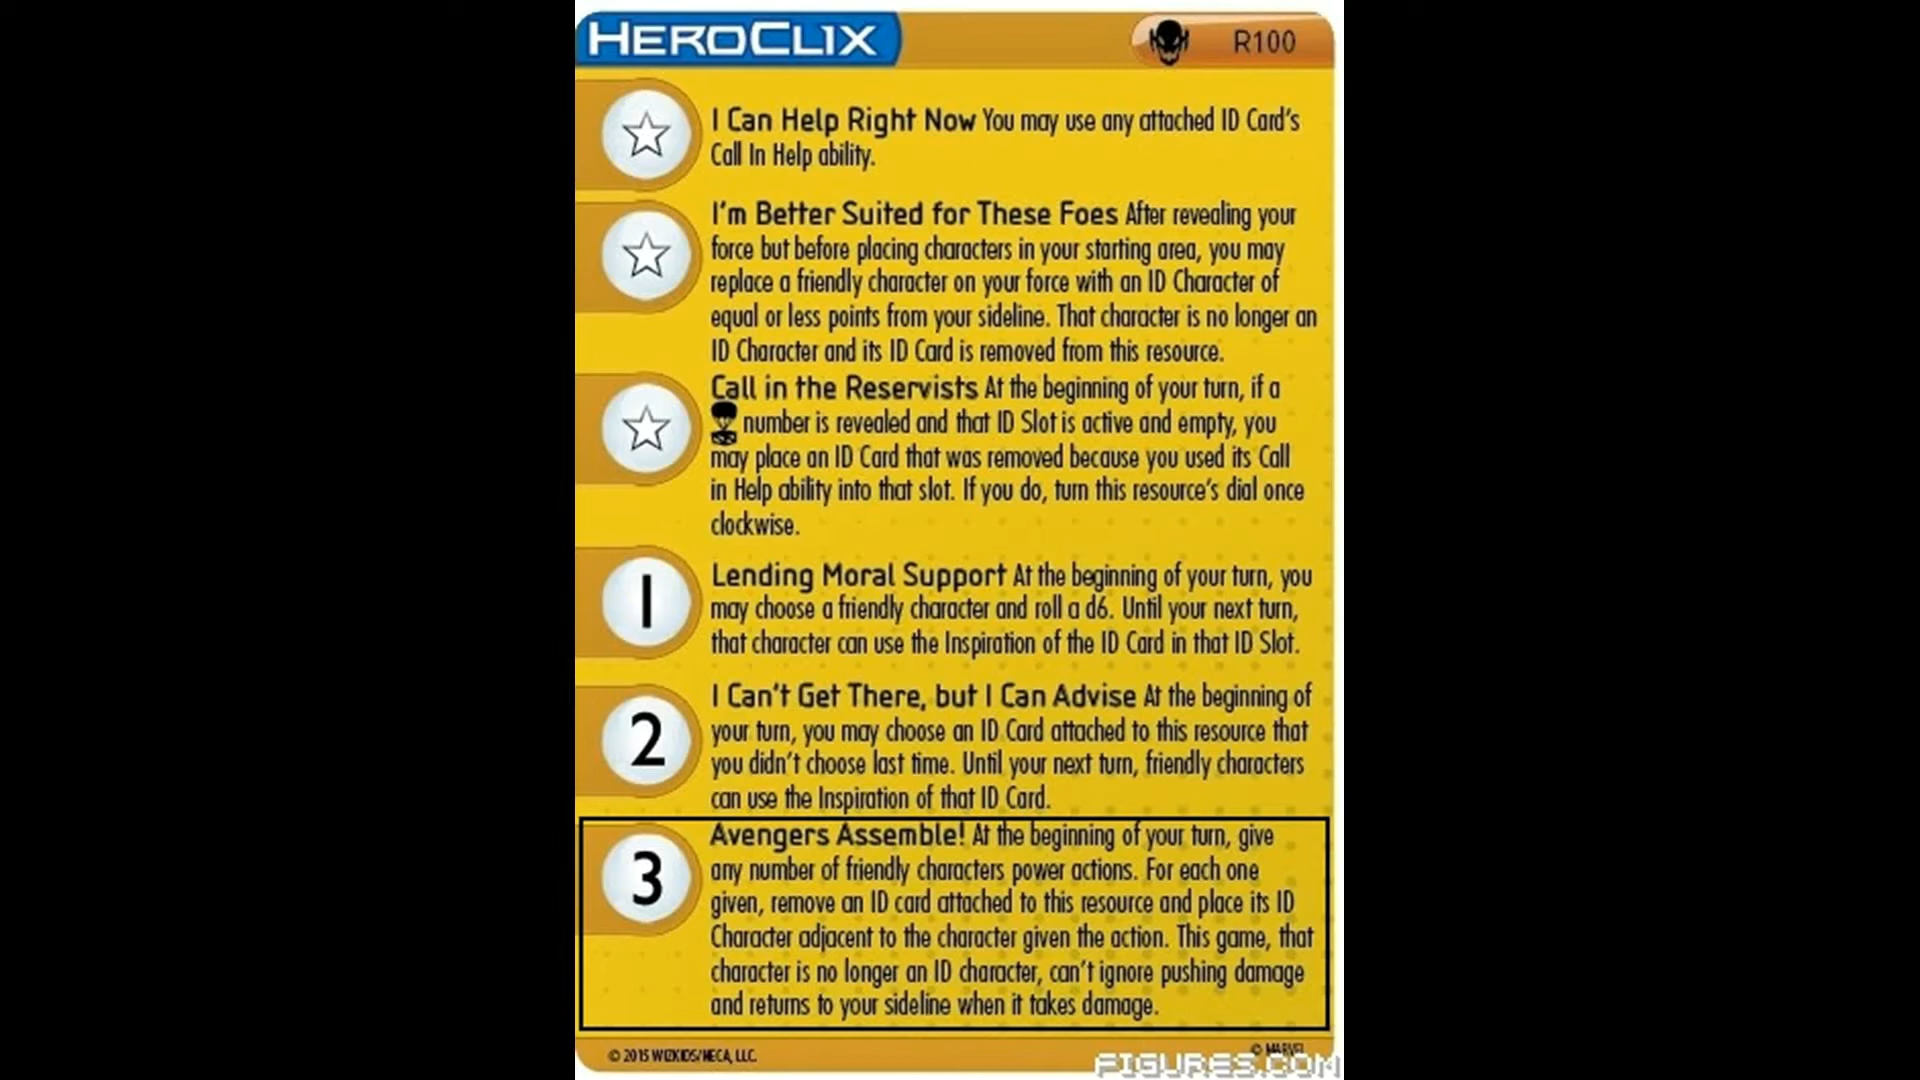 HEROCLIX
R100
I Can Help Right Now You may use any attached ID Card's
Call In Help ability.
I'm Better Suited for These Foes After revealing your
force but before placing characters in your starting area, you may
replace a friendly character on your force with an ID Character of
equal or less points from your sideline. That character is no longer an
ID Character and its ID Card is removed from this resource.
Call in the Reservists At the beginning of your turn, if a
number is revealed and that ID Slot is active and empty, you
may place an ID Card that was removed because you used its Call
in Help ability into that slot. If you do, turn this resource's dial once
clockwise.
1
Lending Moral Support At the beginning of your turn, you
may choose a friendly character and roll a d6. Until your next turn,
that character can use the Inspiration of the ID Card in that ID Slot.
2
I Can't Get There, but I Can Advise At the beginning of
your turn, you may choose an ID Card attached to this resource that
you didn't choose last time. Until your next turn, friendly characters
can use the Inspiration of that ID Card.
3
Avengers Assemble! At the beginning of your turn, give
any number of friendly characters power actions. For each one
given, remove an ID card attached to this resource and place its ID
Character adjacent to the character given the action. This game, that
character is no longer an ID character, can't ignore pushing damage
and returns to your sideline when it takes damage.
© 2015 WIZKIDS/NECA, LLC.
© MARVEL
FIGURES.COM